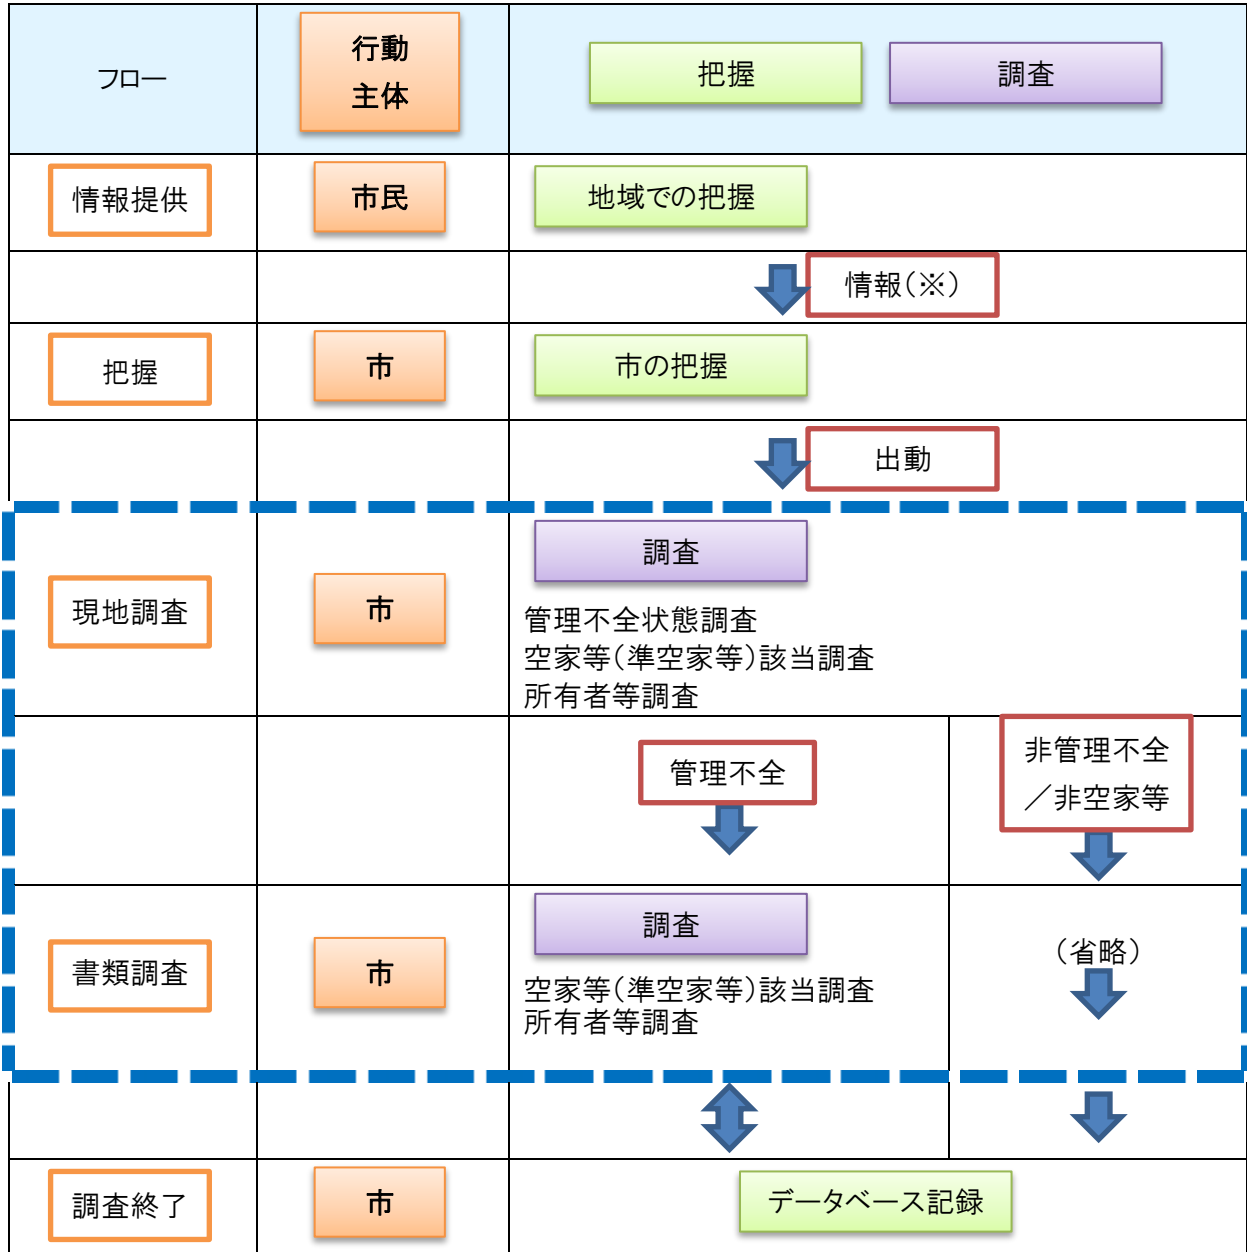 フロー
行動
主体
把握
調査
情報提供
市民
地域での把握
情報(※)
把握
市
市の把握
出動
現地調査
市
調査
管理不全状態調査
空家等(準空家等)該当調査
所有者等調査
管理不全
非管理不全
／非空家等
書類調査
市
調査
空家等(準空家等)該当調査
所有者等調査
(省略)
調査終了
市
データベース記録